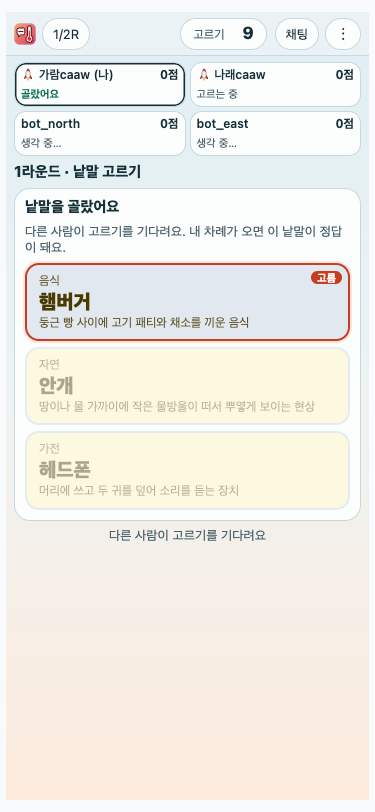 1/2R
고르기 9
채팅
가람caaw (나) 0점
골랐어요
나래caaw 0점
고르는 중
bot_north 0점
생각 중...
bot_east 0점
생각 중...
1라운드 · 낱말 고르기
낱말을 골랐어요
다른 사람이 고르기를 기다려요. 내 차례가 오면 이 낱말이 정답
이 돼요.
음식
고름
햄버거
둥근 빵 사이에 고기 패티와 채소를 끼운 음식
자연
안개
땅이나 물 가까이에 작은 물방울이 떠서 뿌옇게 보이는 현상
가전
헤드폰
머리에 쓰고 두 귀를 덮어 소리를 듣는 장치
다른 사람이 고르기를 기다려요